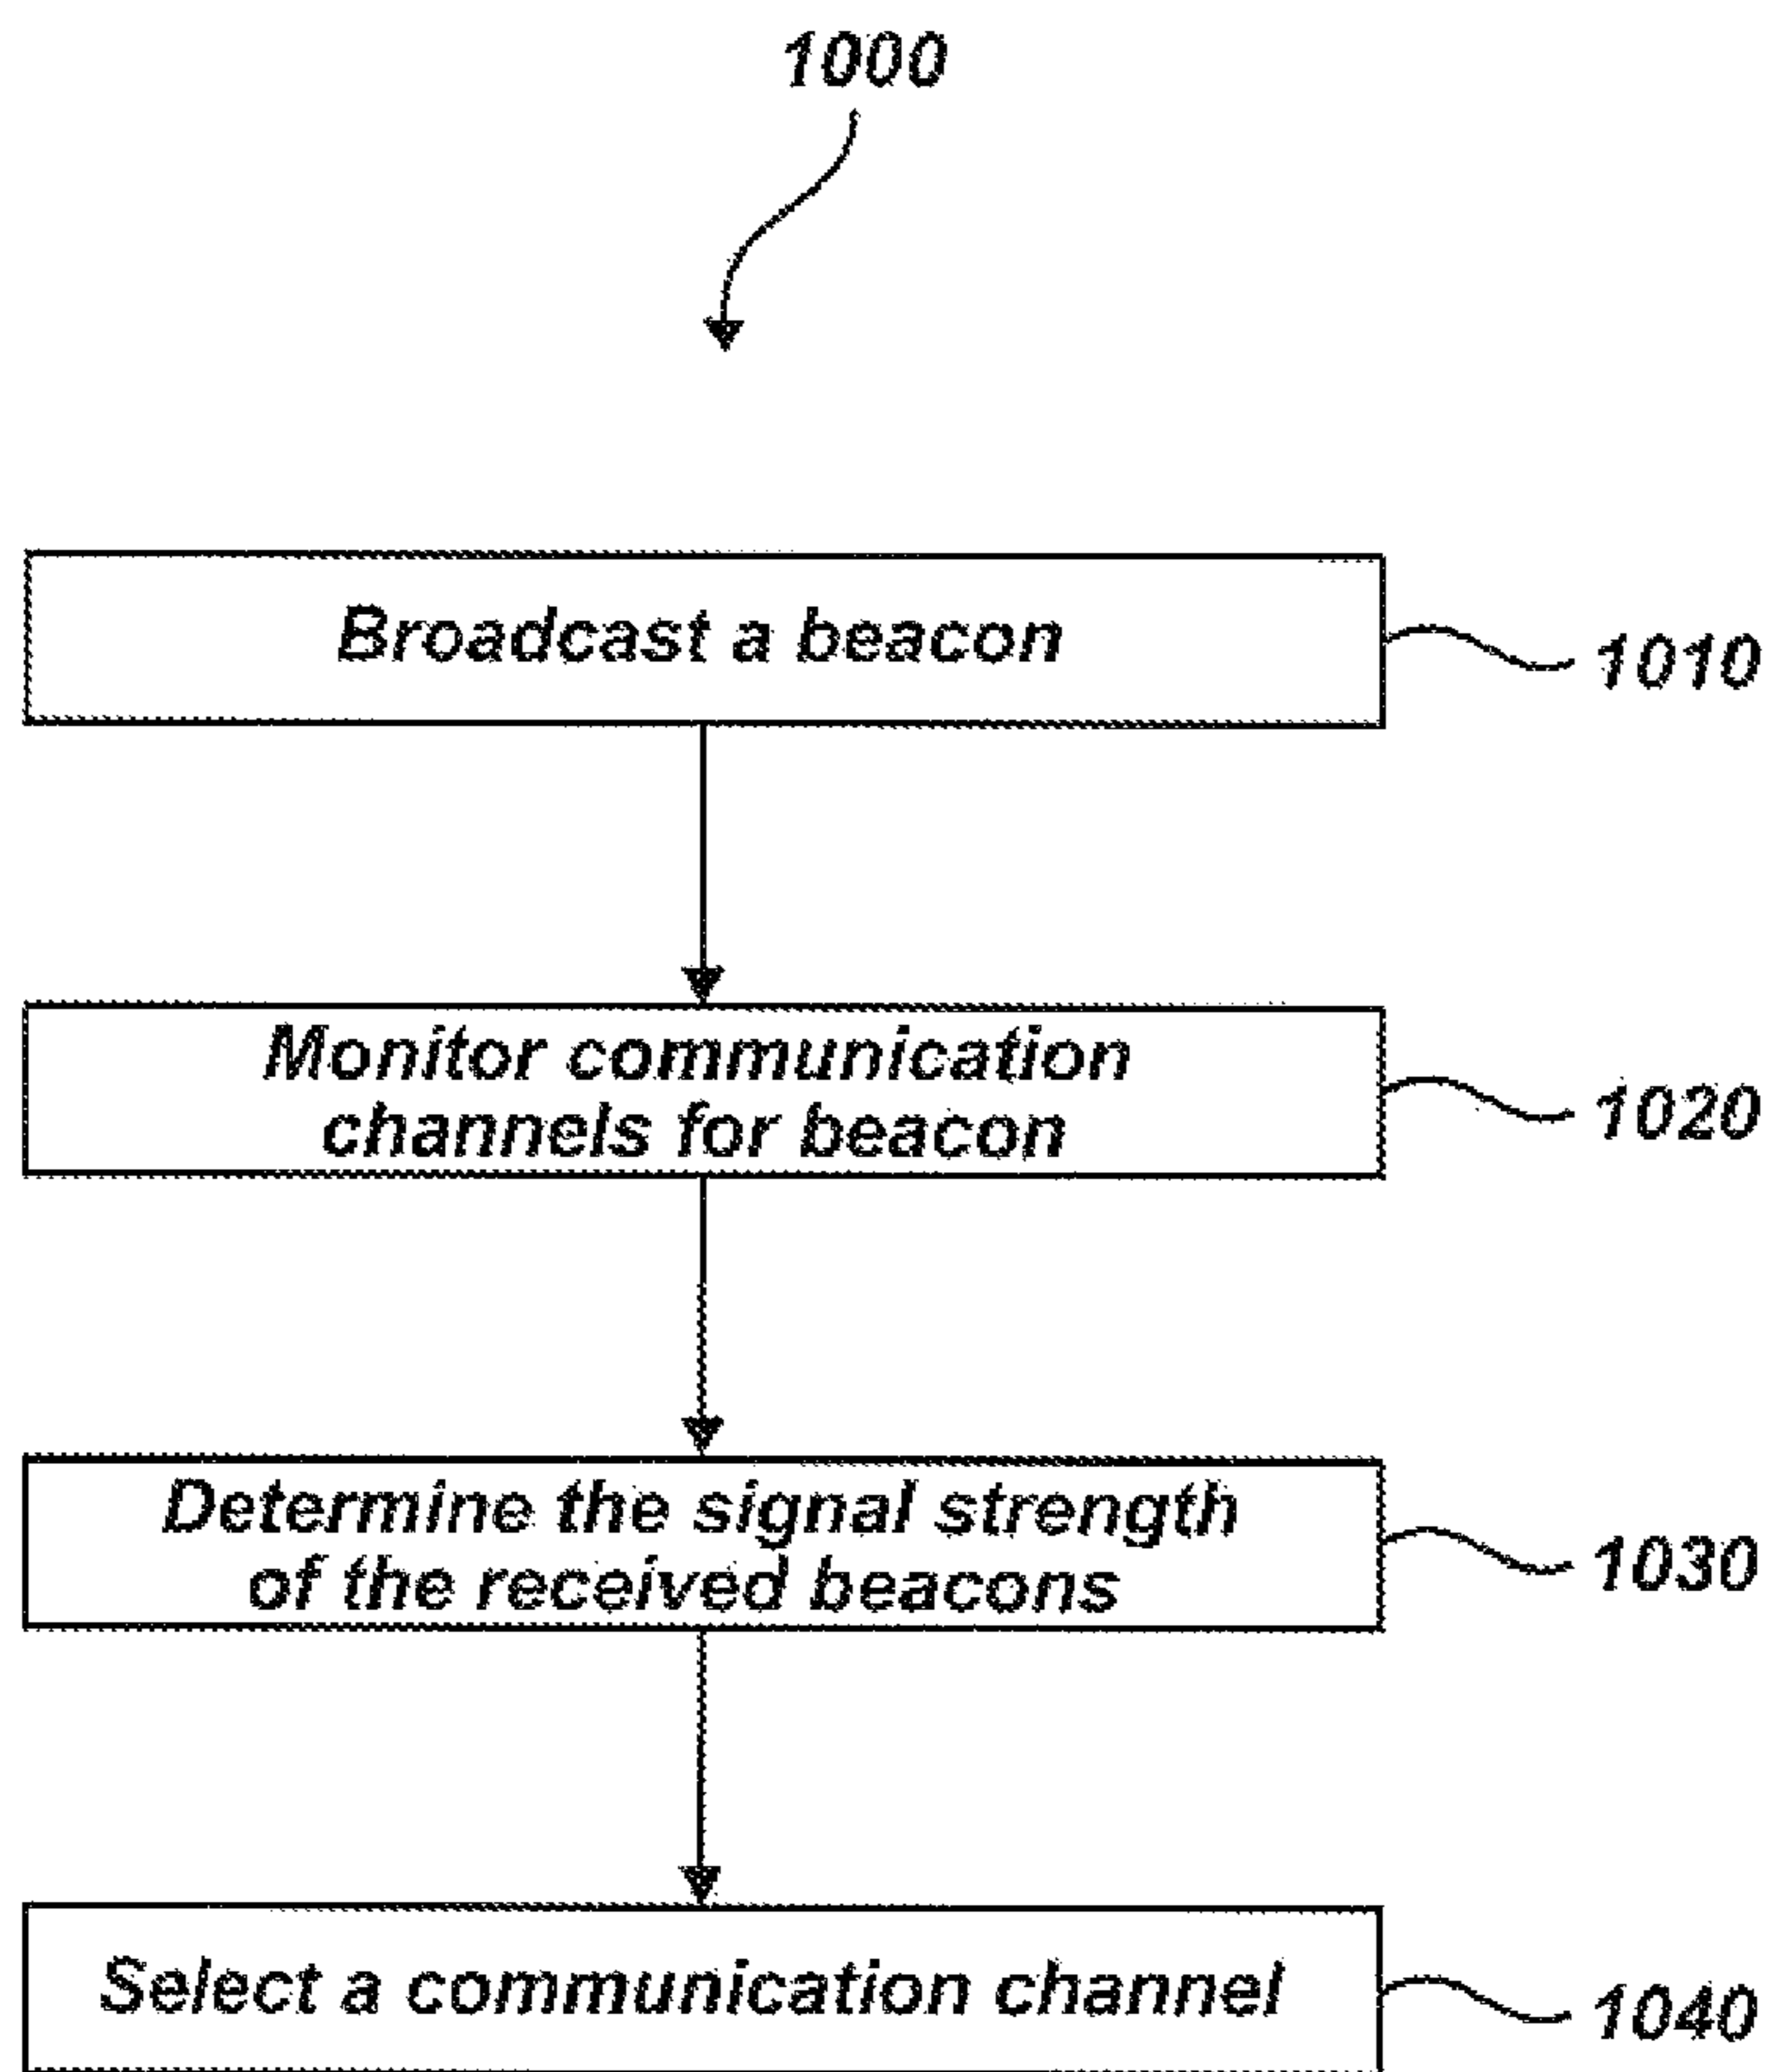 1000
Broadcast a beacon
1010
Monitor communication
channels for beacon
1020
Determine the signal strength
of the received beacons
1030
Select a communication channel
1040